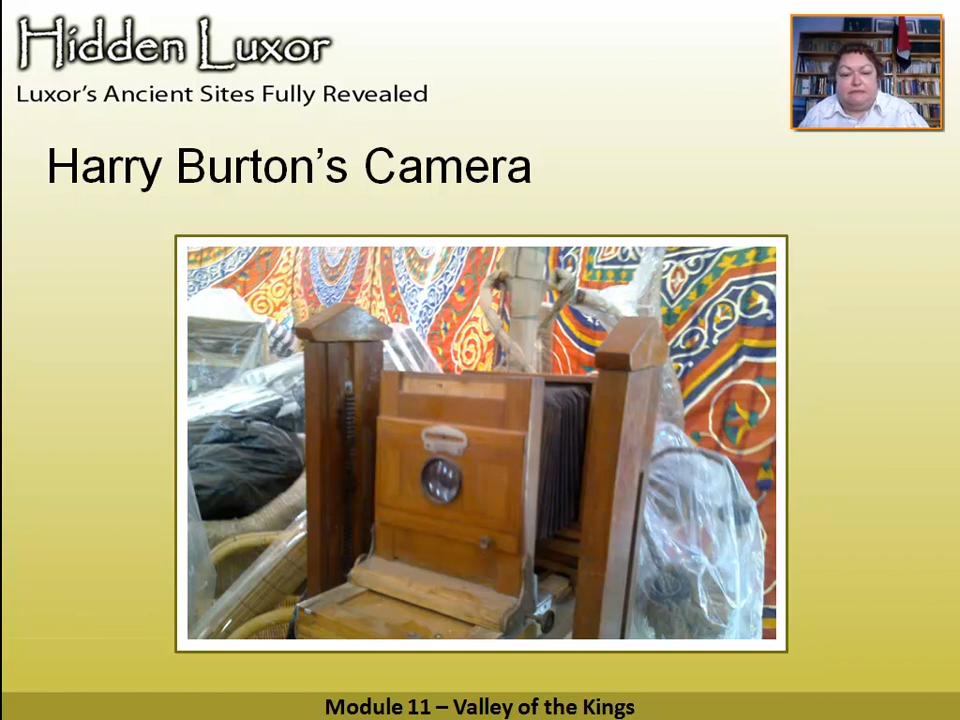 Hidden Luxor
Luxor's Ancient Sites Fully Revealed
Harry Burton's Camera
Module 11 – Valley of the Kings